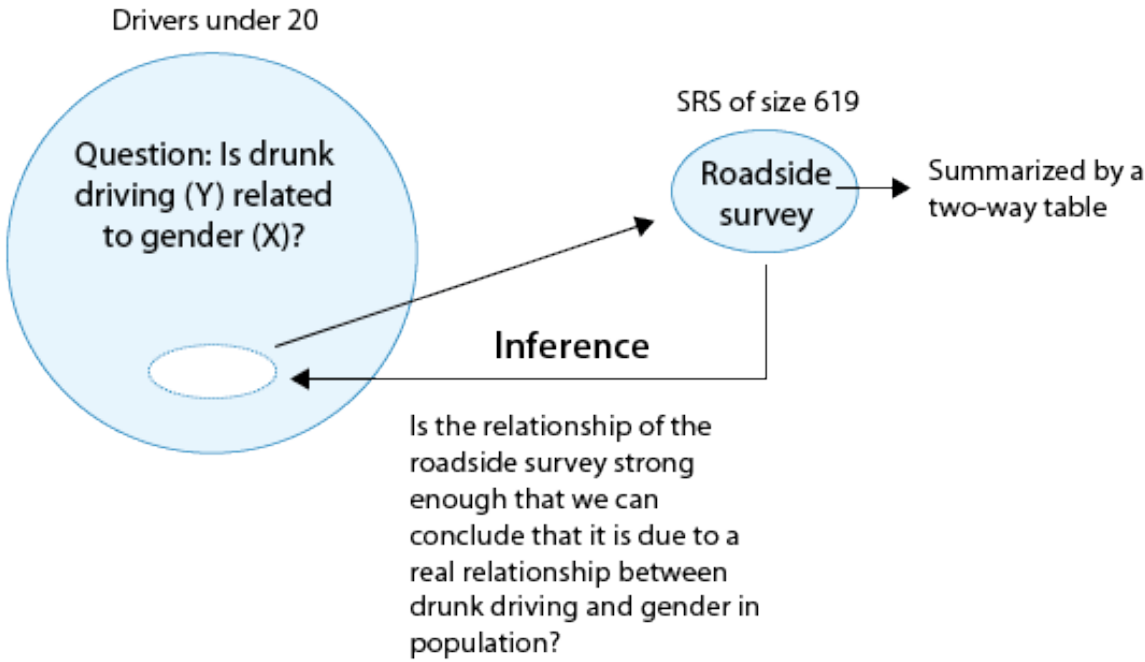 Drivers under 20
Question: Is drunk
driving (Y) related
to gender (X)?
SRS of size 619
Roadside
survey
Summarized by a
two-way table
Inference
Is the relationship of the
roadside survey strong
enough that we can
conclude that it is due to a
real relationship between
drunk driving and gender in
population?